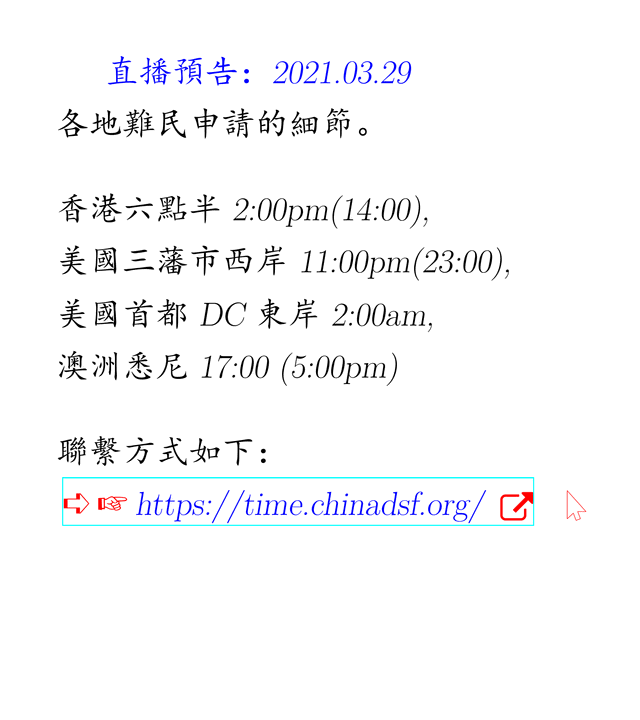 直播預告：2021.03.29
各地難民申請的細節。
香港六點半 2:00pm(14:00),
美國三藩市西岸 11:00pm(23:00),
美國首都 DC 東岸 2:00am,
澳洲悉尼 17:00 (5:00pm)
聯繫方式如下：
➪ ☞ https://time.chinadsf.org/